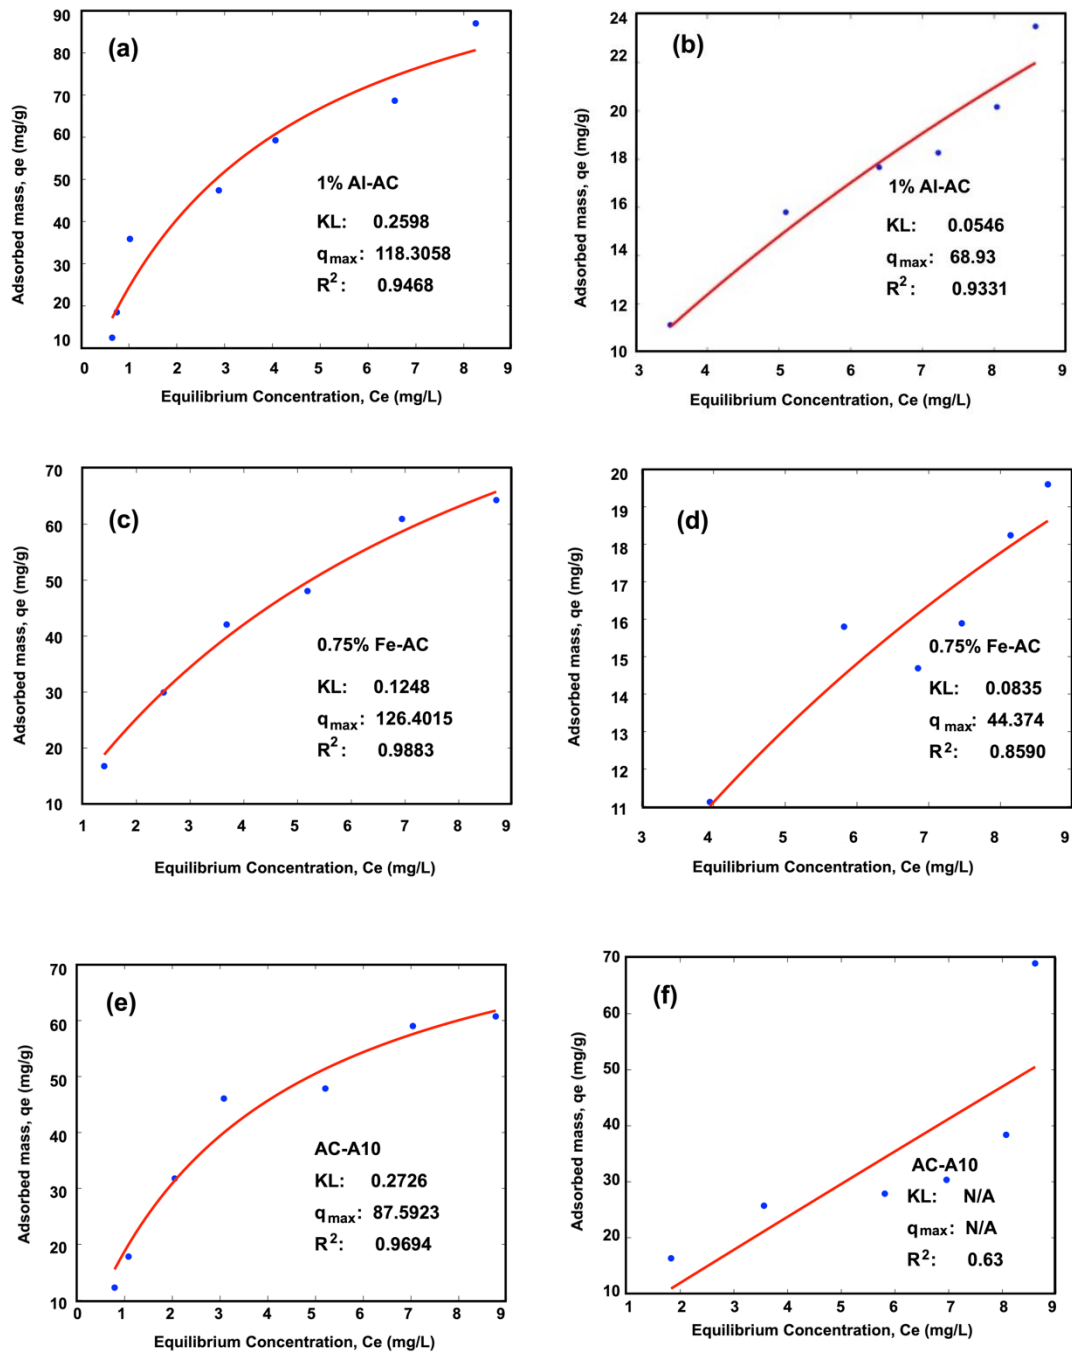 (a)
Adsorbed mass, qe (mg/g)
90
80
70
60
50
40
30
20
10
1% Al-AC
KL: 0.2598
qmax: 118.3058
R²: 0.9468
0 1 2 3 4 5 6 7 8 9
Equilibrium Concentration, Ce (mg/L)
(b)
Adsorbed mass, qe (mg/g)
24
22
20
18
16
14
12
10
1% Al-AC
KL: 0.0546
qmax: 68.93
R²: 0.9331
3 4 5 6 7 8 9
Equilibrium Concentration, Ce (mg/L)
(c)
Adsorbed mass, qe (mg/g)
70
60
50
40
30
20
10
0.75% Fe-AC
KL: 0.1248
qmax: 126.4015
R²: 0.9883
1 2 3 4 5 6 7 8 9
Equilibrium Concentration, Ce (mg/L)
(d)
Adsorbed mass, qe (mg/g)
20
19
18
17
16
15
14
13
12
11
0.75% Fe-AC
KL: 0.0835
qmax: 44.374
R²: 0.8590
3 4 5 6 7 8 9
Equilibrium Concentration, Ce (mg/L)
(e)
Adsorbed mass, qe (mg/g)
70
60
50
40
30
20
10
AC-A10
KL: 0.2726
qmax: 87.5923
R²: 0.9694
0 1 2 3 4 5 6 7 8 9
Equilibrium Concentration, Ce (mg/L)
(f)
Adsorbed mass, qe (mg/g)
70
60
50
40
30
20
10
AC-A10
KL: N/A
qmax: N/A
R²: 0.63
1 2 3 4 5 6 7 8 9
Equilibrium Concentration, Ce (mg/L)